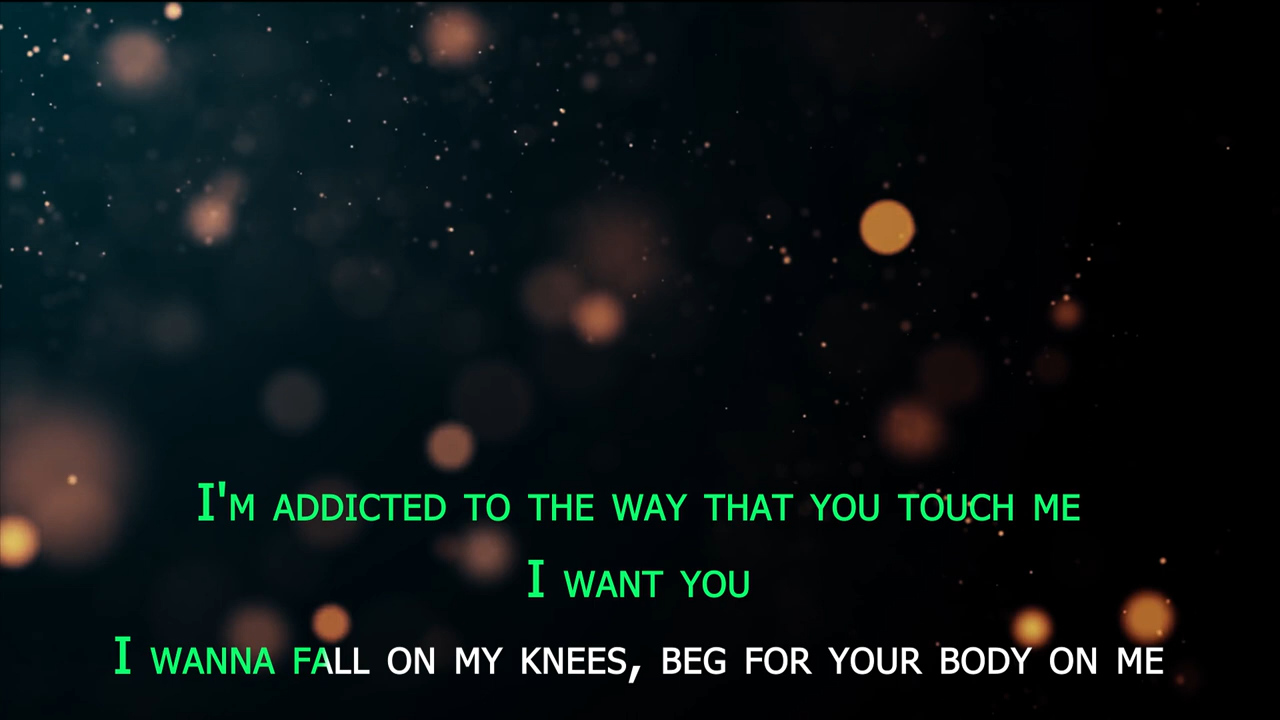 I'm addicted to the way that you touch me
I want you
I wanna fall on my knees, beg for your body on me